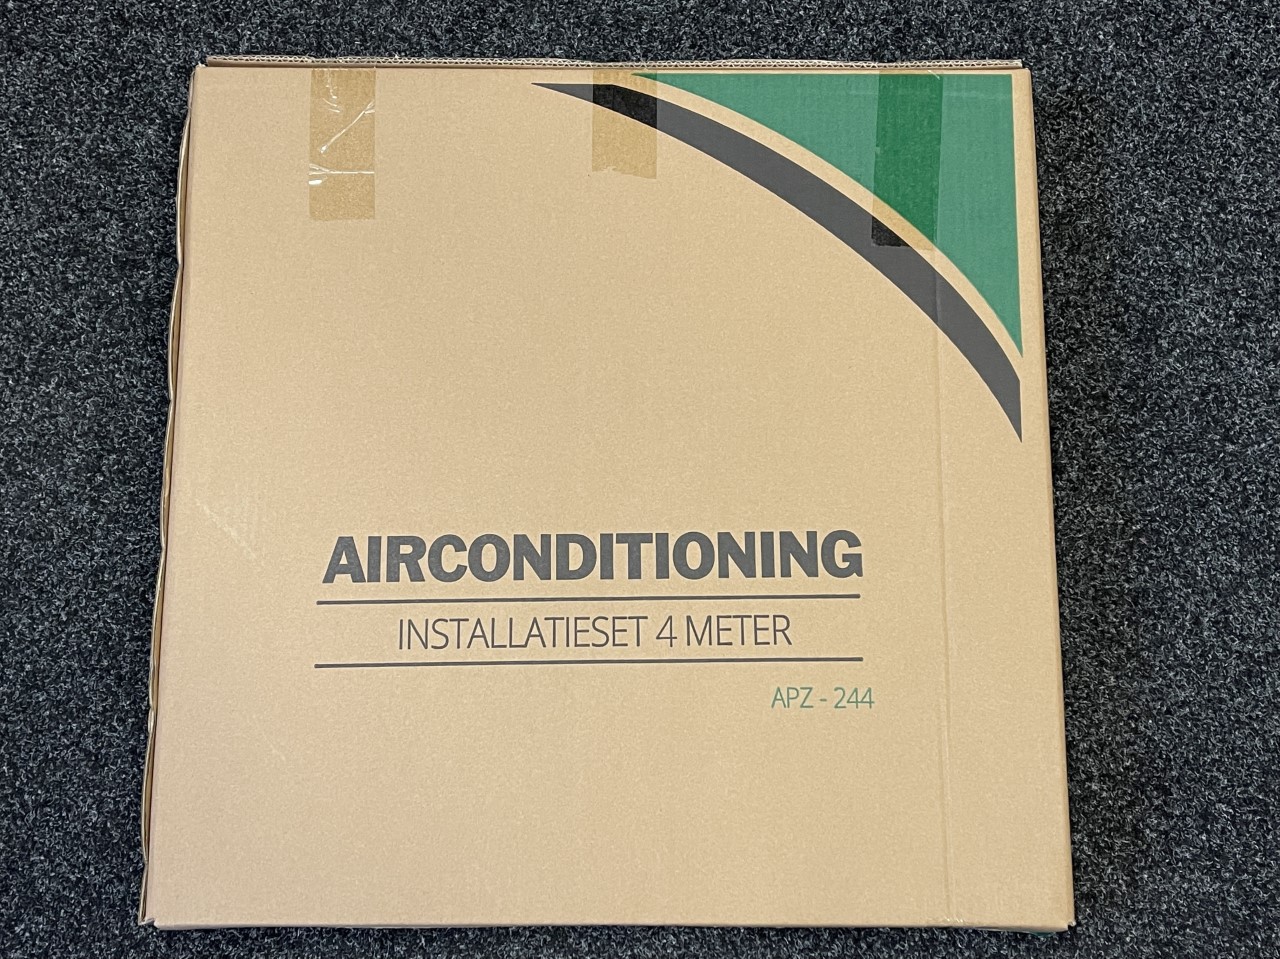 AIRCONDITIONING
INSTALLATIESET 4 METER
APZ - 244